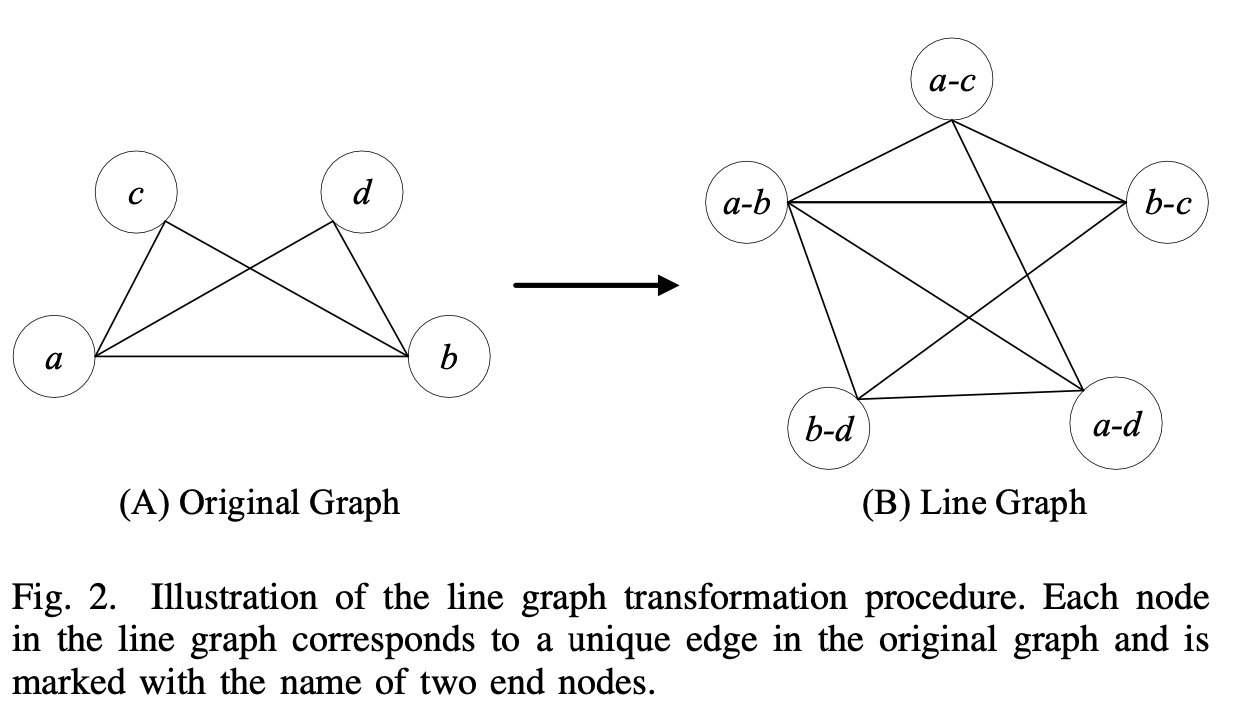 a-c
c
d
a-b
b-c
a
b
b-d
a-d
(A) Original Graph
(B) Line Graph
Fig. 2. Illustration of the line graph transformation procedure. Each node
in the line graph corresponds to a unique edge in the original graph and is
marked with the name of two end nodes.